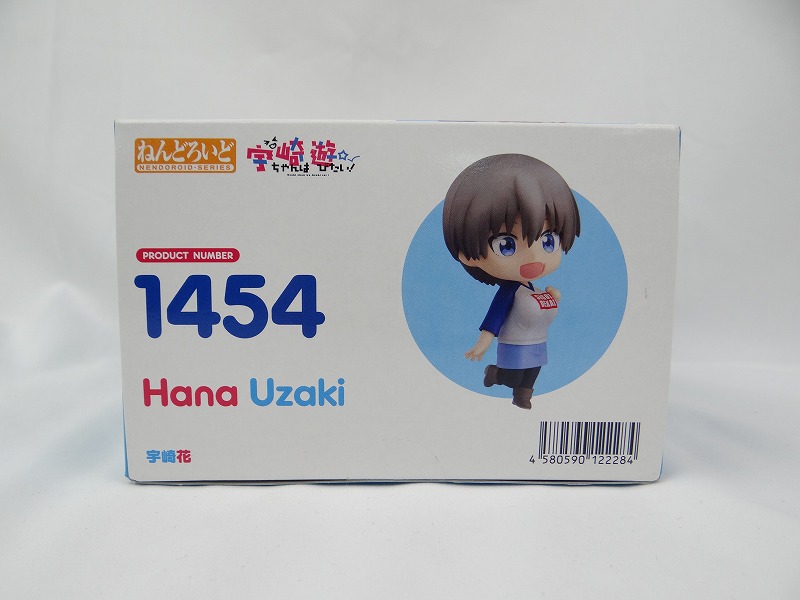 ねんどろいど
NENDOROID-SERIES
宇崎ちゃんは遊びたい!
PRODUCT NUMBER
1454
Hana Uzaki
宇崎花
4 580590 122284